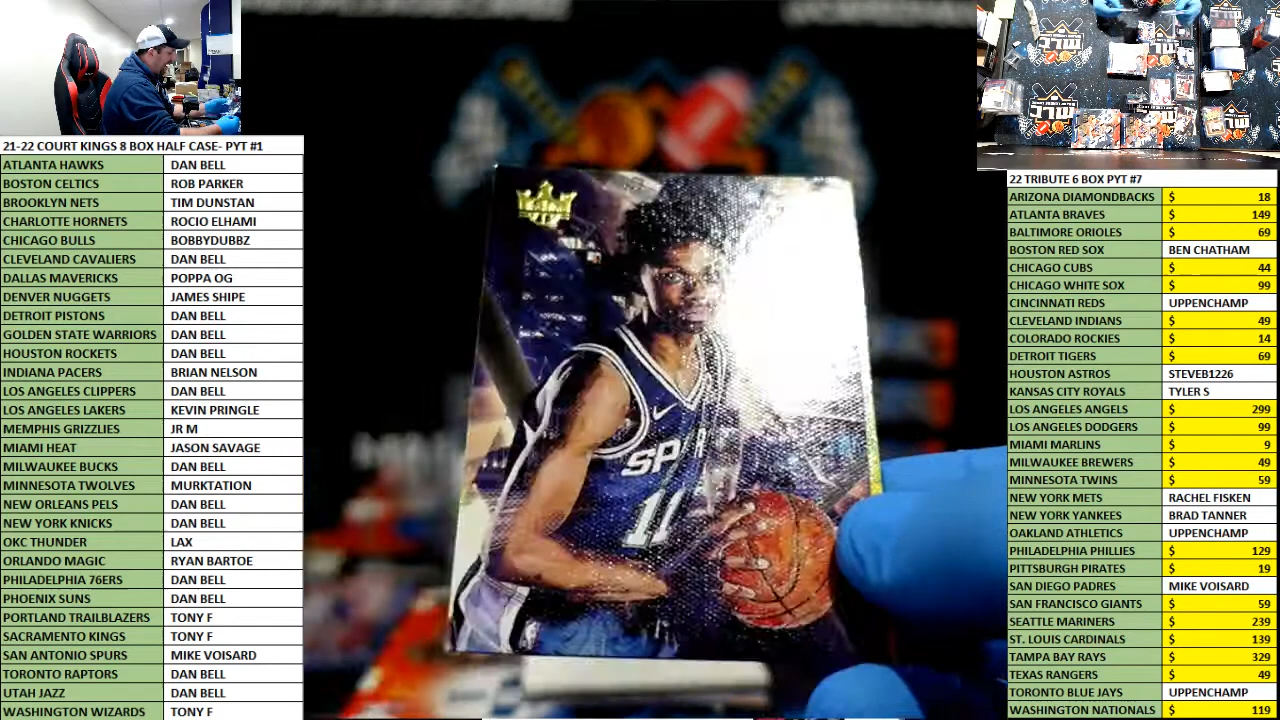 21-22 COURT KINGS 8 BOX HALF CASE- PYT #1
ATLANTA HAWKS DAN BELL
BOSTON CELTICS ROB PARKER
BROOKLYN NETS TIM DUNSTAN
CHARLOTTE HORNETS ROCIO ELHAMI
CHICAGO BULLS BOBBYDUBBZ
CLEVELAND CAVALIERS DAN BELL
DALLAS MAVERICKS POPPA OG
DENVER NUGGETS JAMES SHIPE
DETROIT PISTONS DAN BELL
GOLDEN STATE WARRIORS DAN BELL
HOUSTON ROCKETS DAN BELL
INDIANA PACERS BRIAN NELSON
LOS ANGELES CLIPPERS DAN BELL
LOS ANGELES LAKERS KEVIN PRINGLE
MEMPHIS GRIZZLIES JR M
MIAMI HEAT JASON SAVAGE
MILWAUKEE BUCKS DAN BELL
MINNESOTA TWOLVES MURKTATION
NEW ORLEANS PELS DAN BELL
NEW YORK KNICKS DAN BELL
OKC THUNDER LAX
ORLANDO MAGIC RYAN BARTOE
PHILADELPHIA 76ERS DAN BELL
PHOENIX SUNS DAN BELL
PORTLAND TRAILBLAZERS TONY F
SACRAMENTO KINGS TONY F
SAN ANTONIO SPURS MIKE VOISARD
TORONTO RAPTORS DAN BELL
UTAH JAZZ DAN BELL
WASHINGTON WIZARDS TONY F
SPUR
11
22 TRIBUTE 6 BOX PYT #7
ARIZONA DIAMONDBACKS $ 18
ATLANTA BRAVES $ 149
BALTIMORE ORIOLES $ 69
BOSTON RED SOX BEN CHATHAM
CHICAGO CUBS $ 44
CHICAGO WHITE SOX $ 99
CINCINNATI REDS UPPENCHAMP
CLEVELAND INDIANS $ 49
COLORADO ROCKIES $ 14
DETROIT TIGERS $ 69
HOUSTON ASTROS STEVEB1226
KANSAS CITY ROYALS TYLER S
LOS ANGELES ANGELS $ 299
LOS ANGELES DODGERS $ 99
MIAMI MARLINS $ 9
MILWAUKEE BREWERS $ 49
MINNESOTA TWINS $ 59
NEW YORK METS RACHEL FISKEN
NEW YORK YANKEES BRAD TANNER
OAKLAND ATHLETICS UPPENCHAMP
PHILADELPHIA PHILLIES $ 129
PITTSBURGH PIRATES $ 19
SAN DIEGO PADRES MIKE VOISARD
SAN FRANCISCO GIANTS $ 59
SEATTLE MARINERS $ 239
ST. LOUIS CARDINALS $ 139
TAMPA BAY RAYS $ 329
TEXAS RANGERS $ 49
TORONTO BLUE JAYS UPPENCHAMP
WASHINGTON NATIONALS $ 119